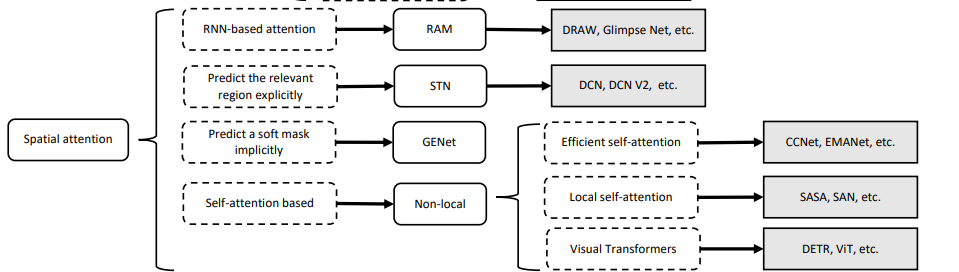 RNN-based attention
RAM
DRAW, Glimpse Net, etc.
Predict the relevant
region explicitly
STN
DCN, DCN V2, etc.
Spatial attention
Predict a soft mask
implicitly
GENet
Efficient self-attention
CCNet, EMANet, etc.
Self-attention based
Non-local
Local self-attention
SASA, SAN, etc.
Visual Transformers
DETR, ViT, etc.